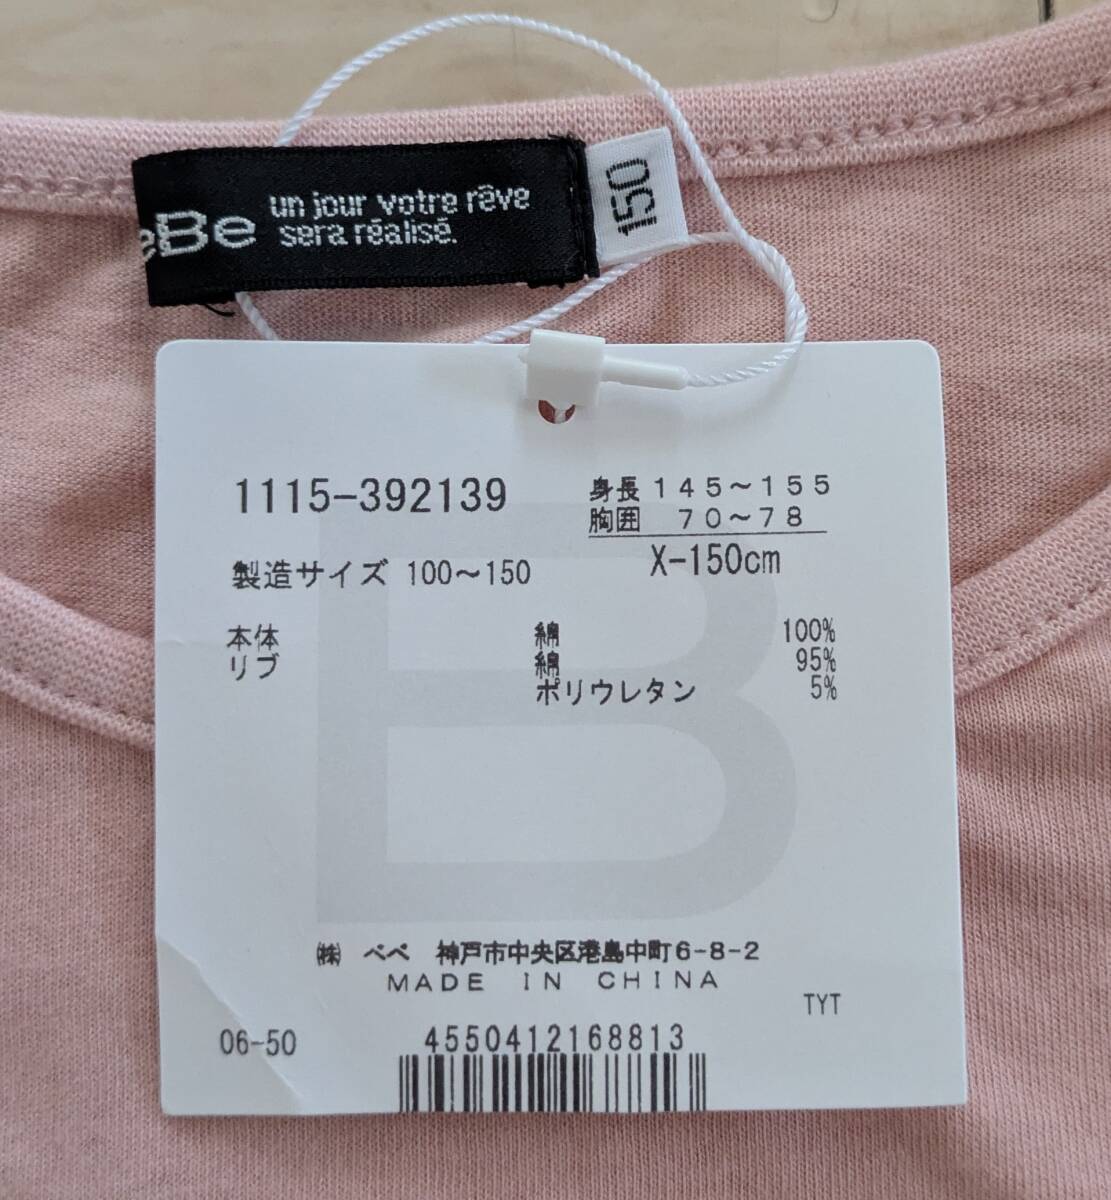 eBe un jour votre rêve
sera réalisé.
150
1115-392139
身長 145～155
胸囲 70～78
X-150cm
製造サイズ 100～150
本体 綿 100%
リブ 綿 95%
ポリウレタン 5%
㈱ べべ 神戸市中央区港島中町6-8-2
MADE IN CHINA
TYT
06-50
4550412168813
B